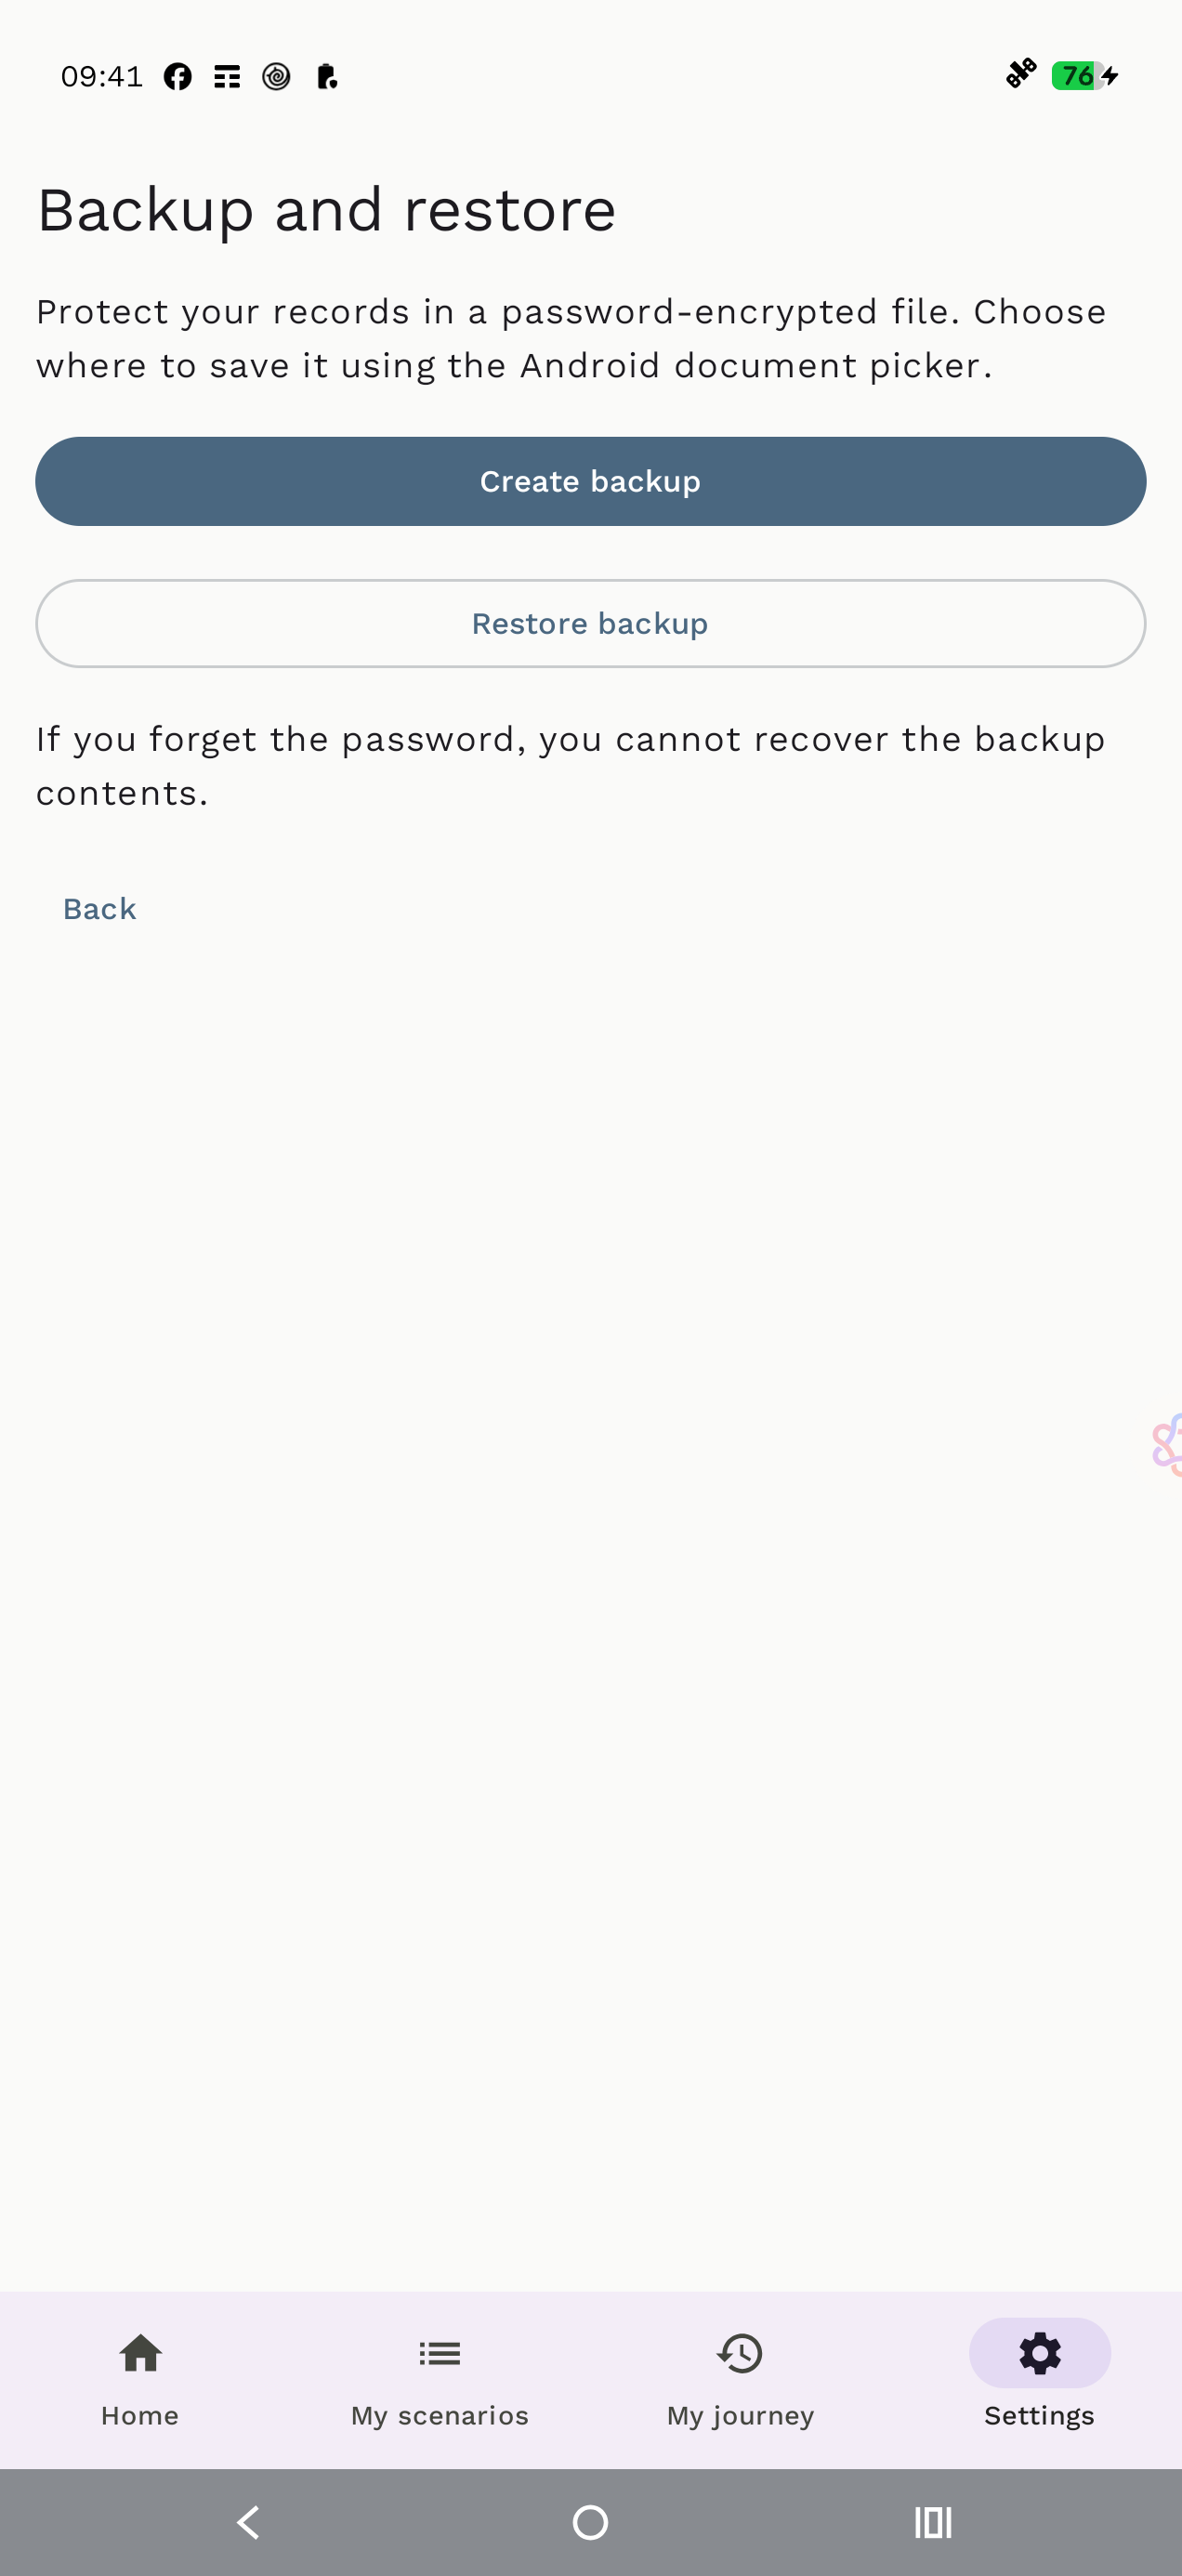 09:41
76
Backup and restore
Protect your records in a password-encrypted file. Choose
where to save it using the Android document picker.
Create backup
Restore backup
If you forget the password, you cannot recover the backup
contents.
Back
Home
My scenarios
My journey
Settings